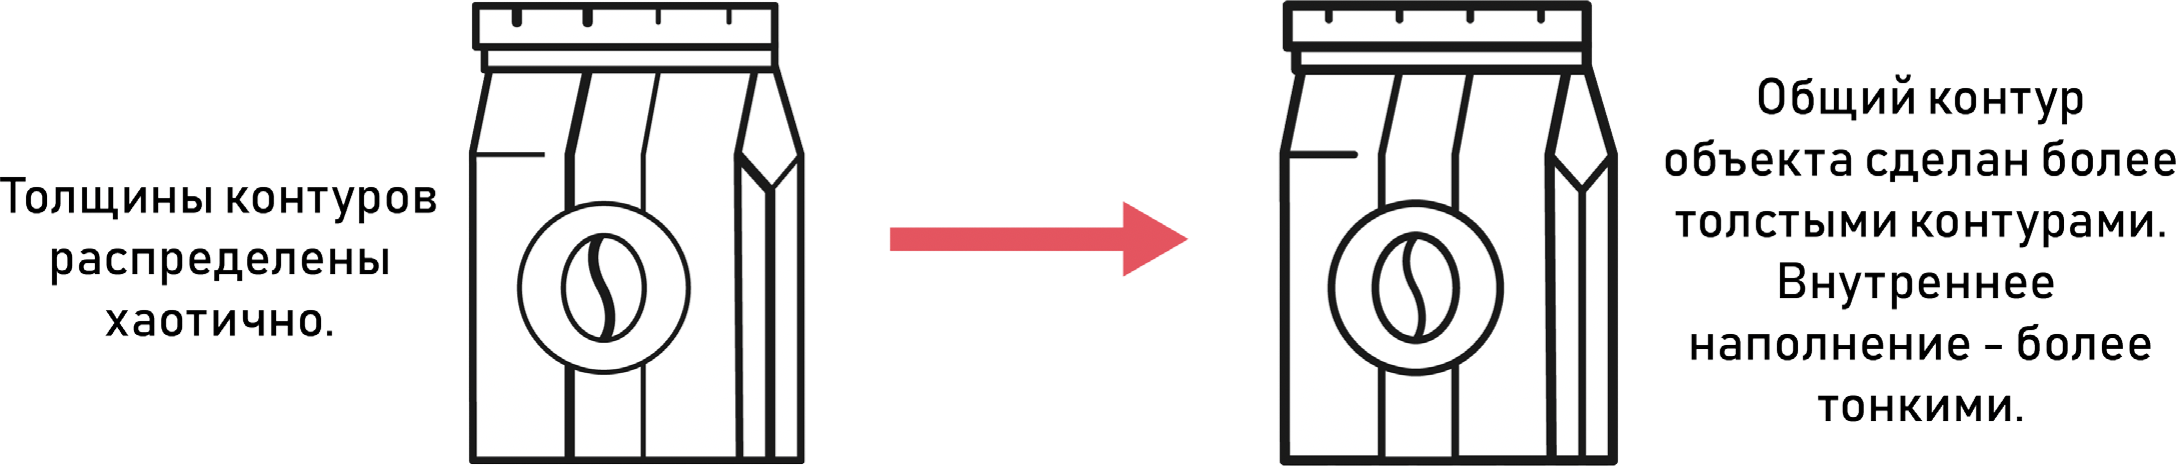 Толщины контуров
распределены
хаотично.
Общий контур
объекта сделан более
толстыми контурами.
Внутреннее
наполнение - более
тонкими.